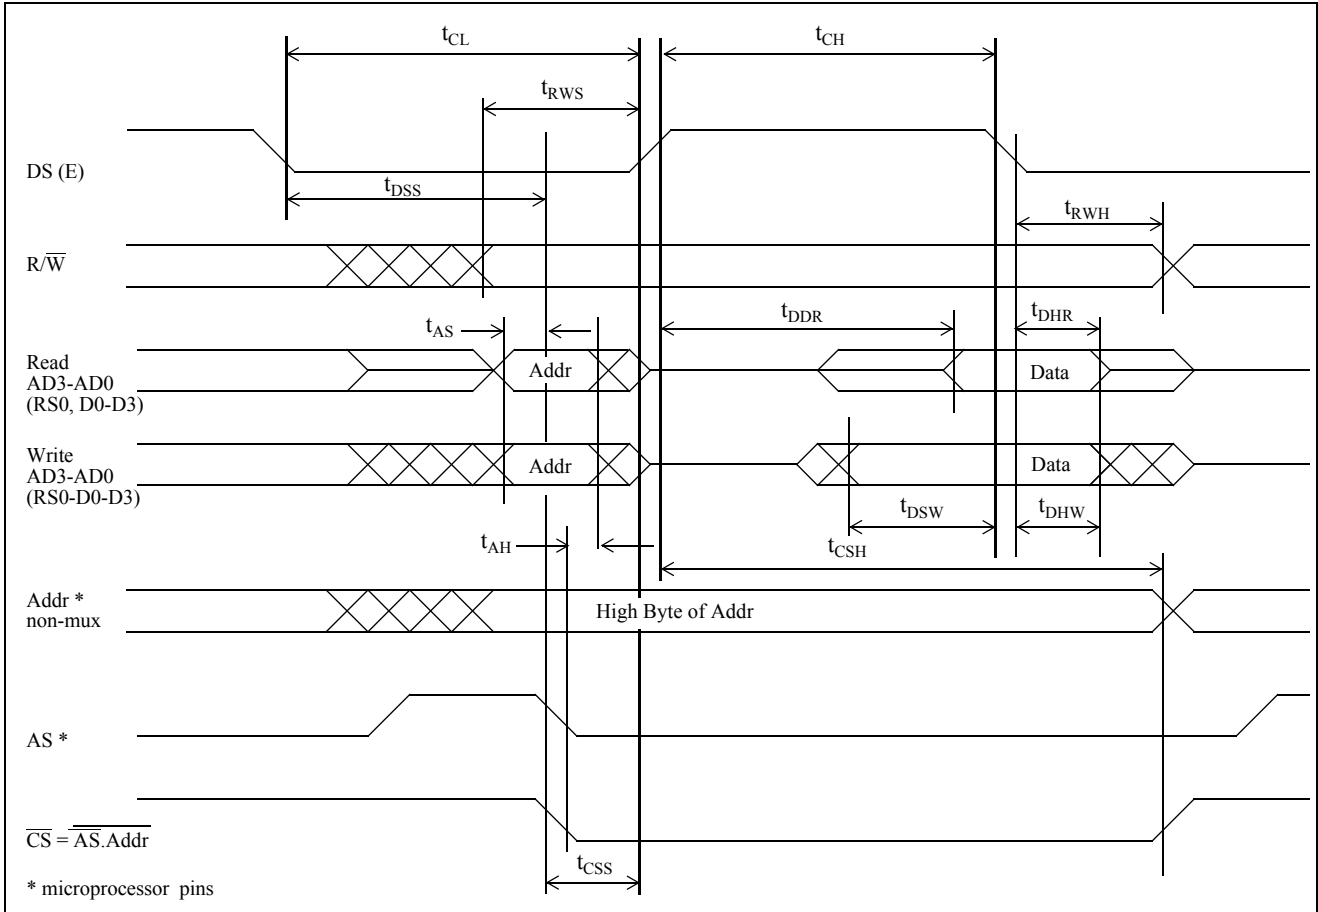 tCL
tCH
tRWS
DS (E)
tDSS
tRWH
R/W̅
tDDR
tAS
tDHR
Read
AD3-AD0
(RS0, D0-D3)
Addr
Data
Write
AD3-AD0
(RS0-D0-D3)
Addr
Data
tDSW
tDHW
tAH
tCSH
Addr *
non-mux
High Byte of Addr
AS *
C̅S̅ = A̅S̅.Addr
tCSS
* microprocessor pins